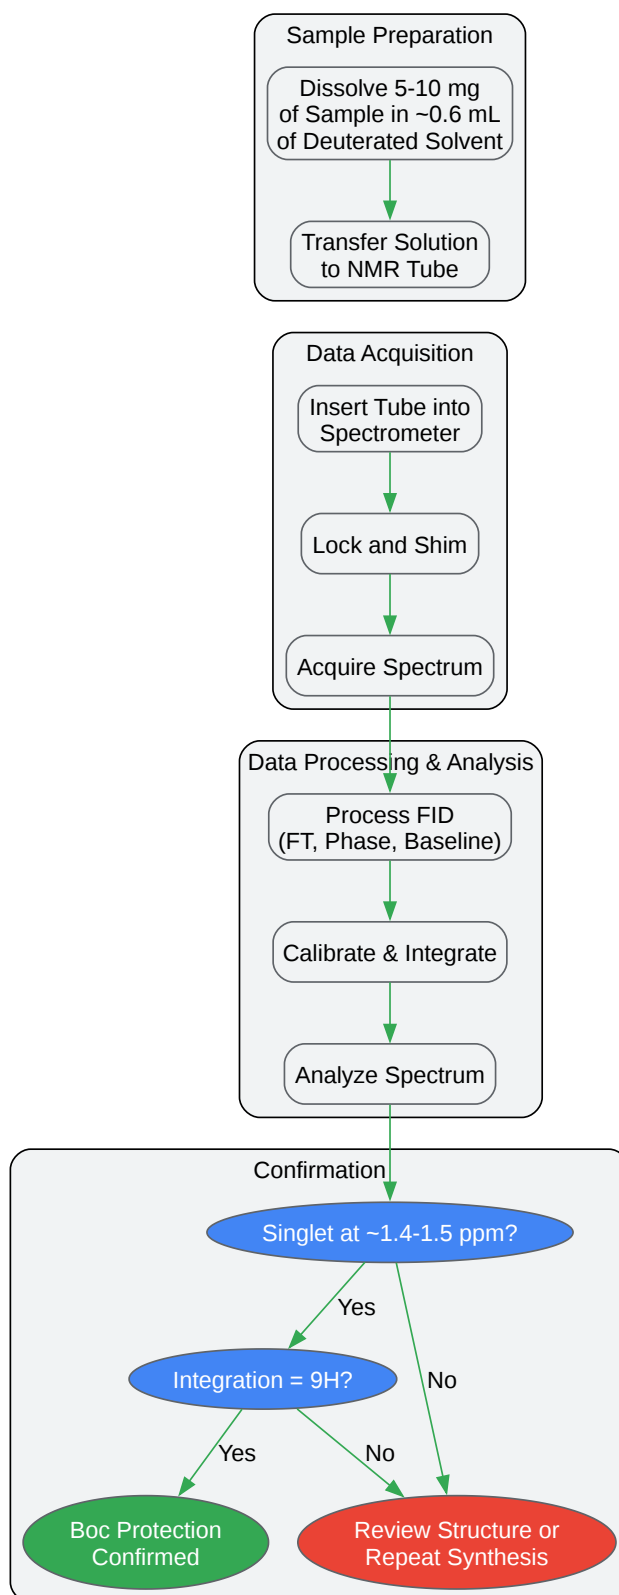 Sample Preparation
Dissolve 5-10 mg
of Sample in ~0.6 mL
of Deuterated Solvent
Transfer Solution
to NMR Tube
Data Acquisition
Insert Tube into
Spectrometer
Lock and Shim
Acquire Spectrum
Data Processing & Analysis
Process FID
(FT, Phase, Baseline)
Calibrate & Integrate
Analyze Spectrum
Confirmation
Singlet at ~1.4-1.5 ppm?
Yes
Integration = 9H?
No
Yes
No
Boc Protection
Confirmed
Review Structure or
Repeat Synthesis